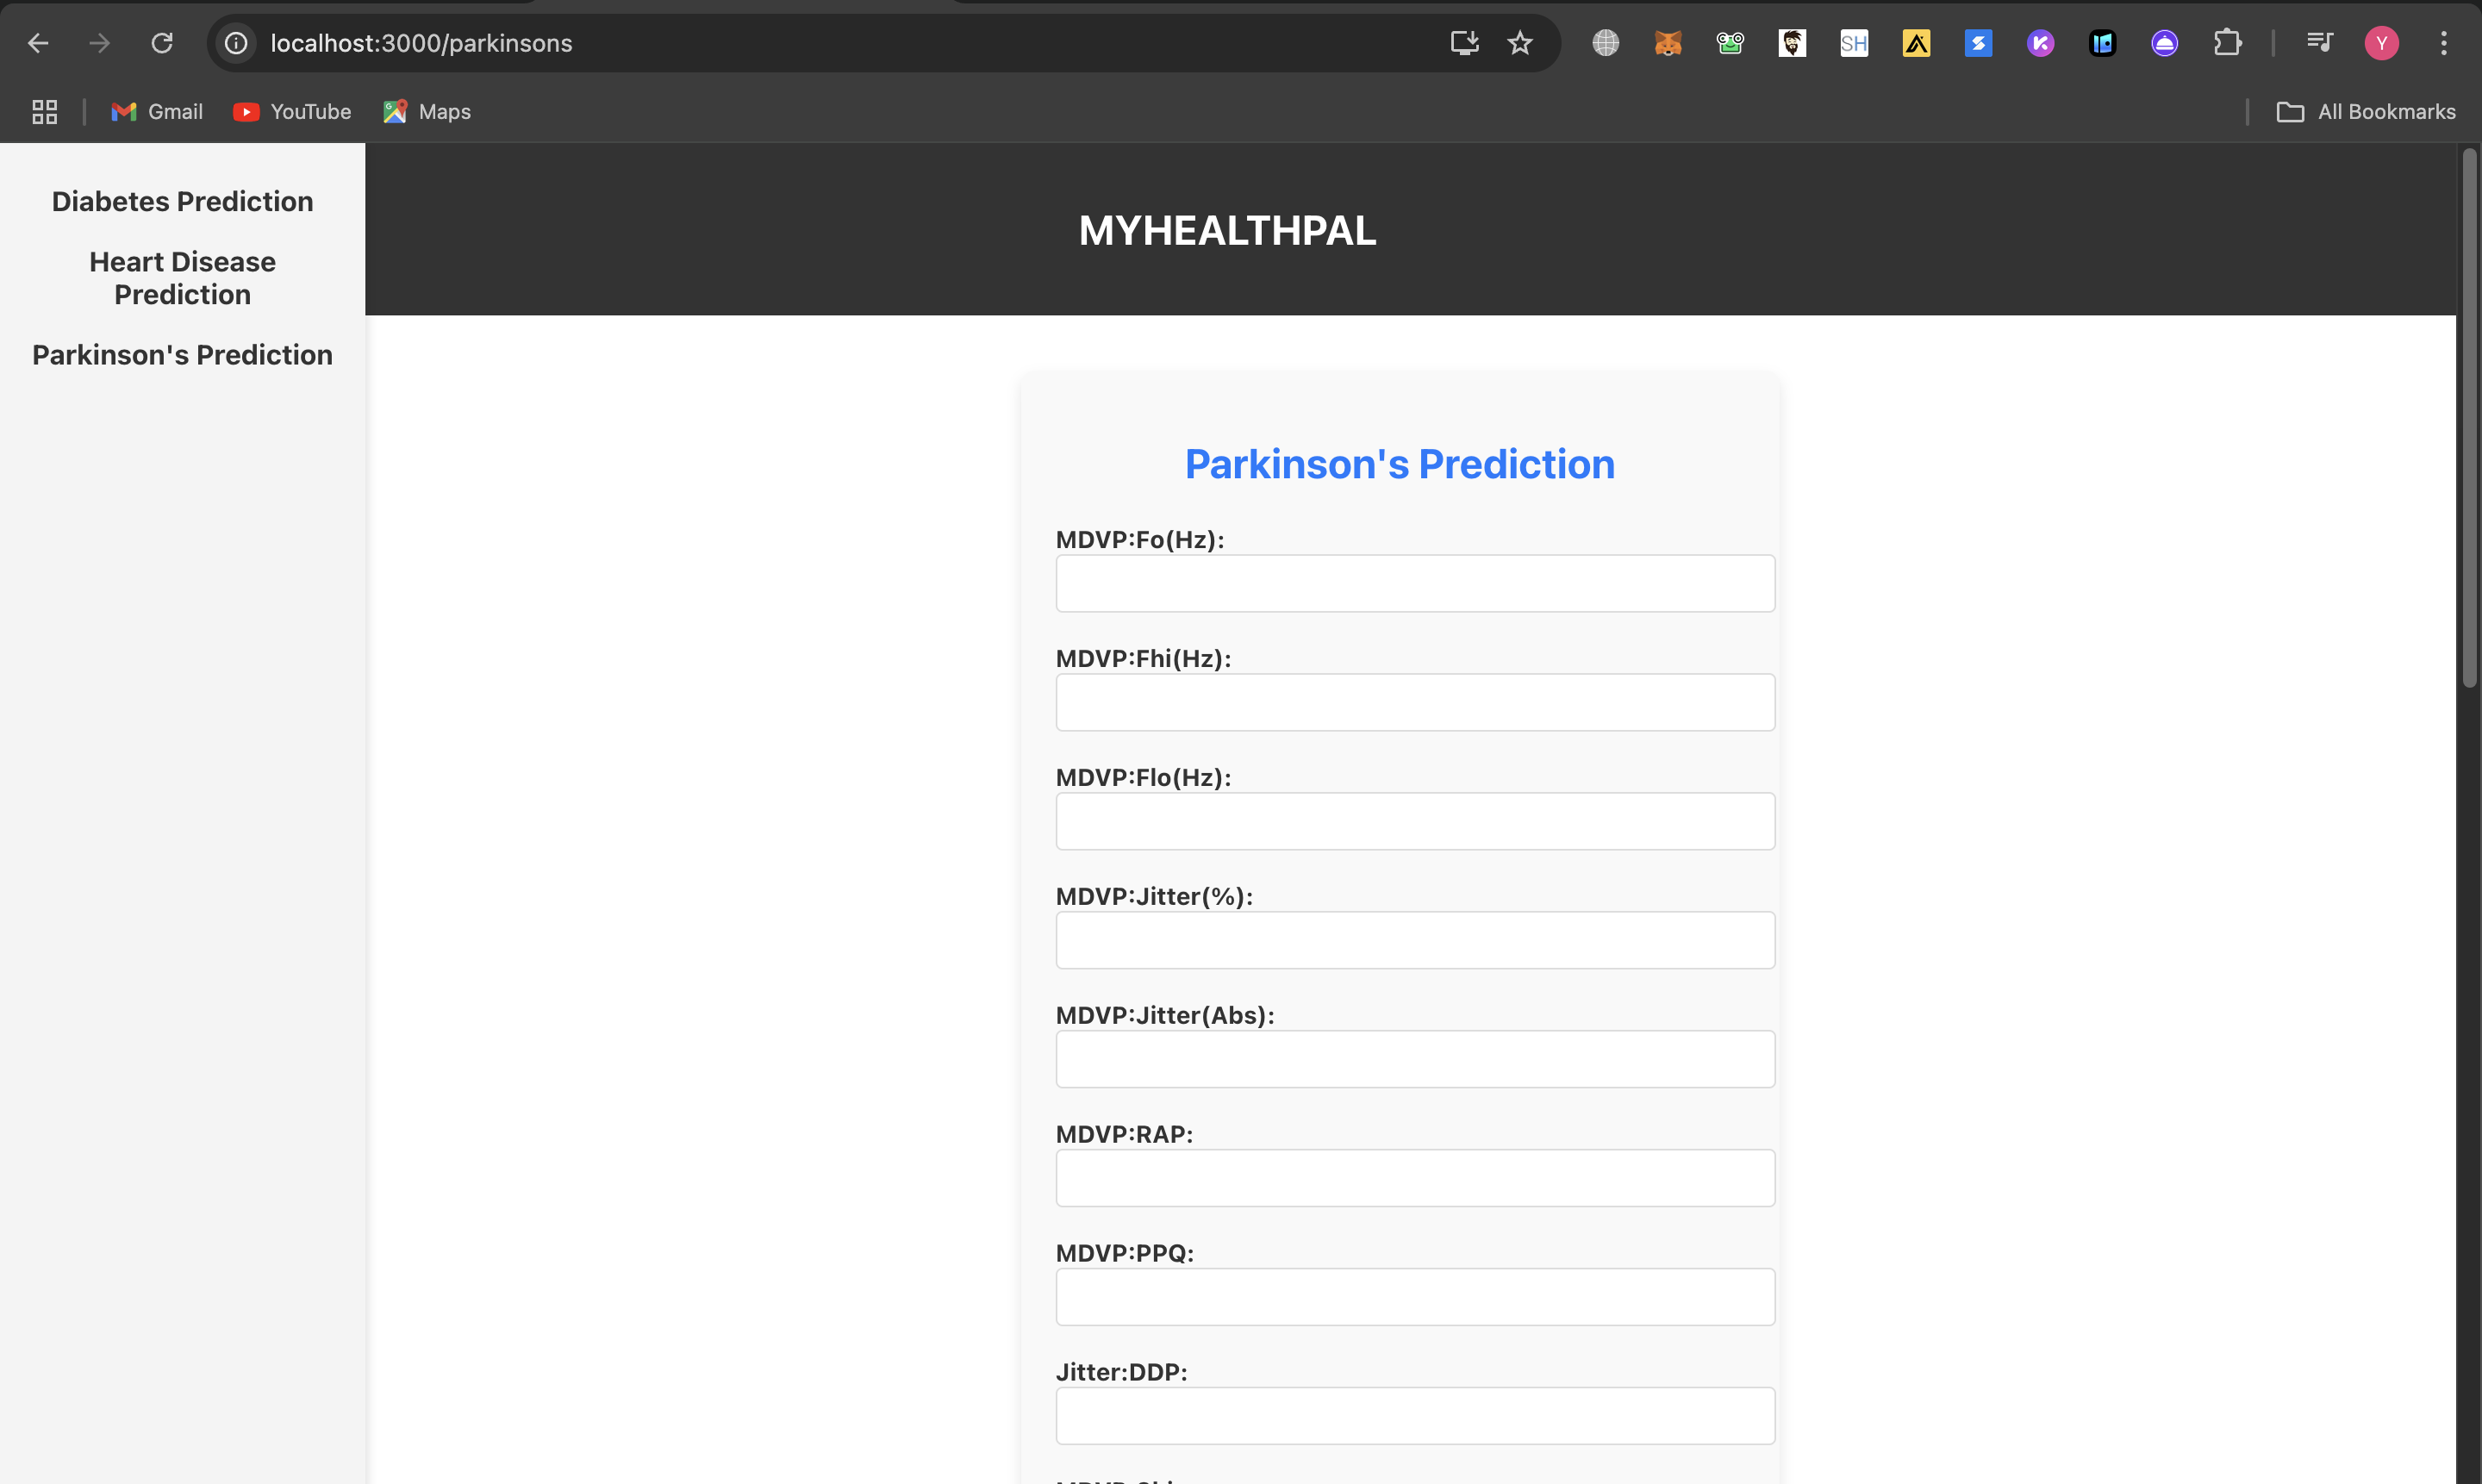 localhost:3000/parkinsons
SH
Y
Gmail
YouTube
Maps
All Bookmarks
Diabetes Prediction
Heart Disease
Prediction
Parkinson's Prediction
MYHEALTHPAL
Parkinson's Prediction
MDVP:Fo(Hz):
MDVP:Fhi(Hz):
MDVP:Flo(Hz):
MDVP:Jitter(%):
MDVP:Jitter(Abs):
MDVP:RAP:
MDVP:PPQ:
Jitter:DDP: